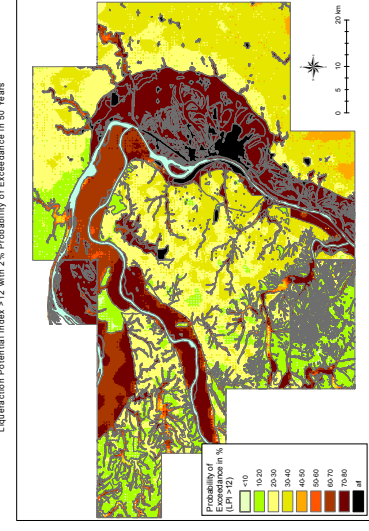 Liquefaction Potential Index >12 with 2% Probability of Exceedance in 50 Years
Probability of
Exceedance in %
(LPI >12)
<10
10-20
20-30
30-40
40-50
50-60
60-70
70-80
af
0 5 10 20 km